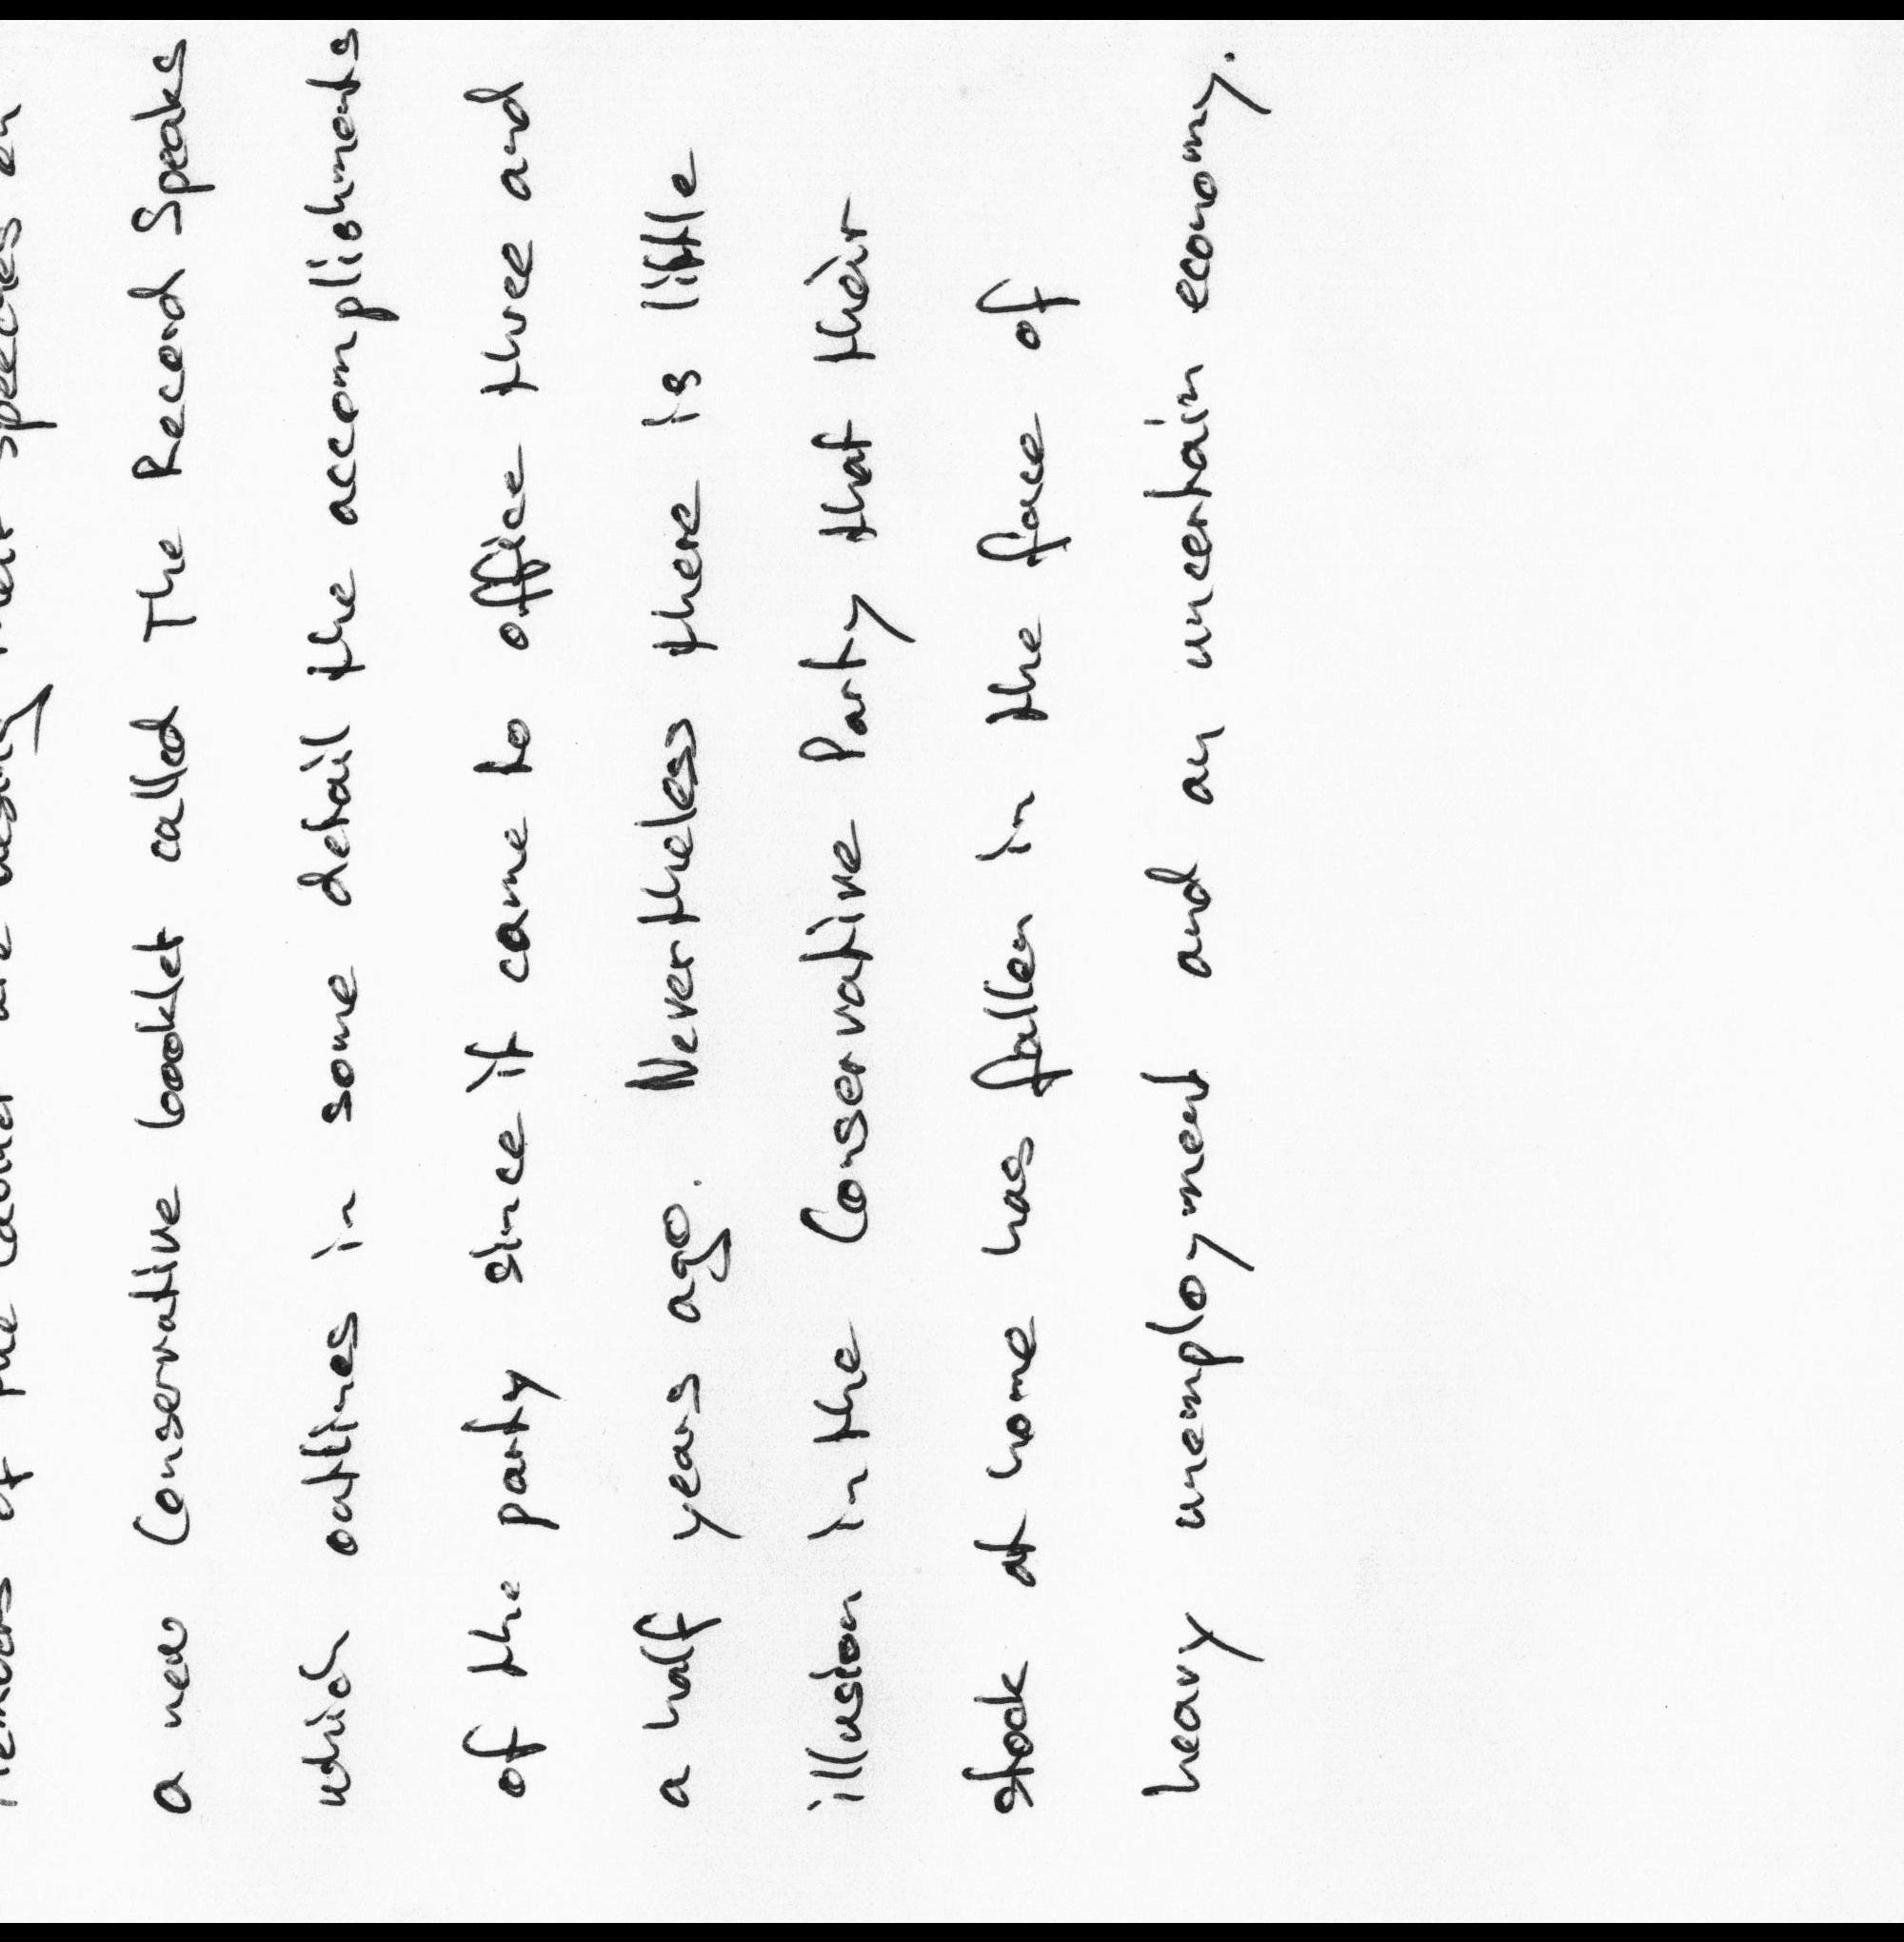 of the Cabinet are basing their speeches on
a new Conservative booklet called The Record Speaks
which outlines in some detail the accomplishments
of the party since it came to office three and
a half years ago. Nevertheless there is little
illusion in the Conservative Party that their
stock at home has fallen in the face of
heavy unemployment and an uncertain economy.